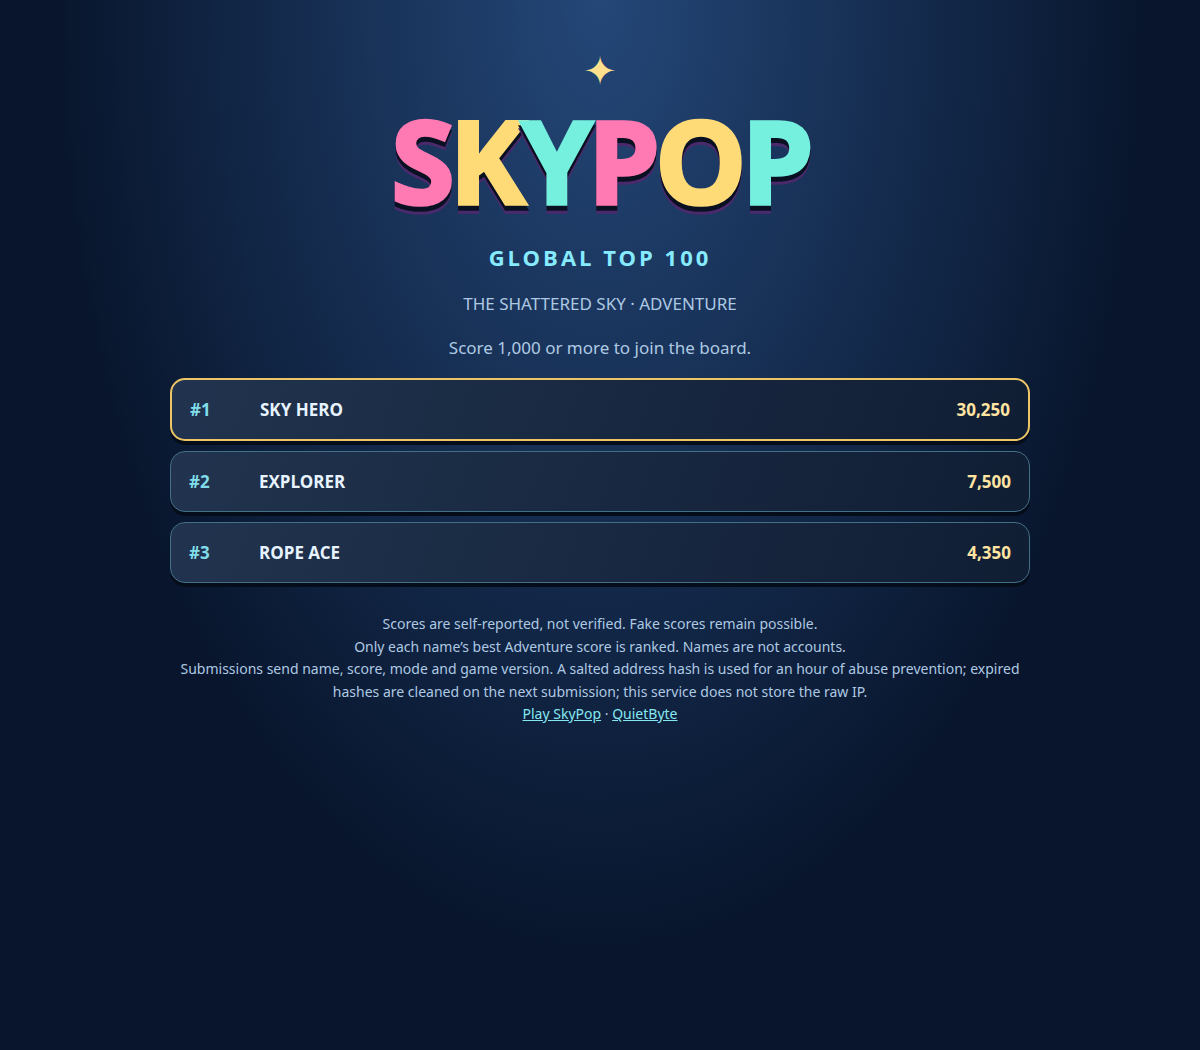 SKYPOP
GLOBAL TOP 100
THE SHATTERED SKY · ADVENTURE
Score 1,000 or more to join the board.
#1 SKY HERO 30,250
#2 EXPLORER 7,500
#3 ROPE ACE 4,350
Scores are self-reported, not verified. Fake scores remain possible.
Only each name’s best Adventure score is ranked. Names are not accounts.
Submissions send name, score, mode and game version. A salted address hash is used for an hour of abuse prevention; expired
hashes are cleaned on the next submission; this service does not store the raw IP.
Play SkyPop · QuietByte